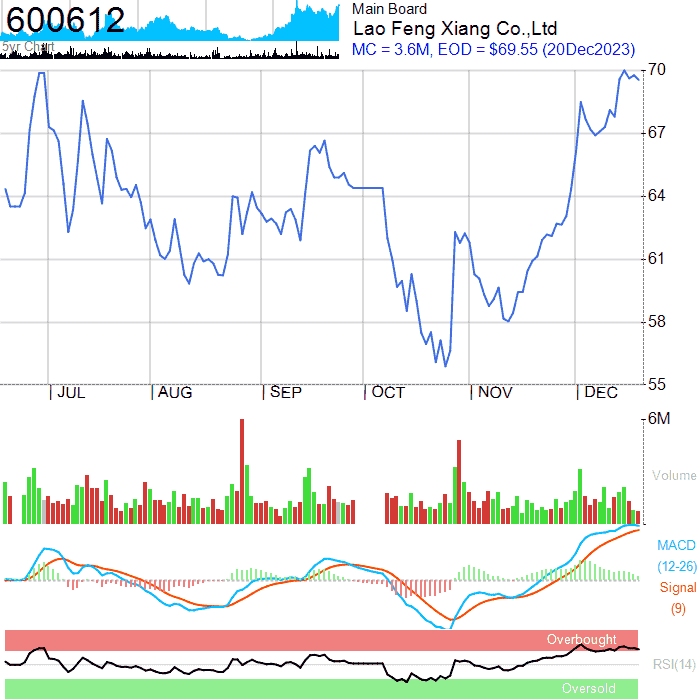 600612
5yr Chart
Main Board
Lao Feng Xiang Co.,Ltd
MC = 3.6M, EOD = $69.55 (20Dec2023)
70
67
64
61
58
55
JUL AUG SEP OCT NOV DEC
6M
Volume
MACD
(12-26)
Signal
(9)
Overbought
RSI(14)
Oversold